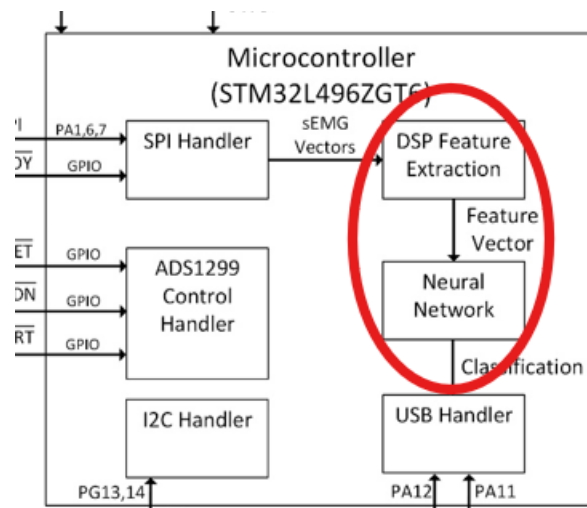 Microcontroller
(STM32L496ZGT6)
PA1,6,7
GPIO
SPI Handler
sEMG
Vectors
DSP Feature
Extraction
Feature
Vector
GPIO
GPIO
GPIO
ADS1299
Control
Handler
Neural
Network
Classification
I2C Handler
USB Handler
PG13,14
PA12
PA11